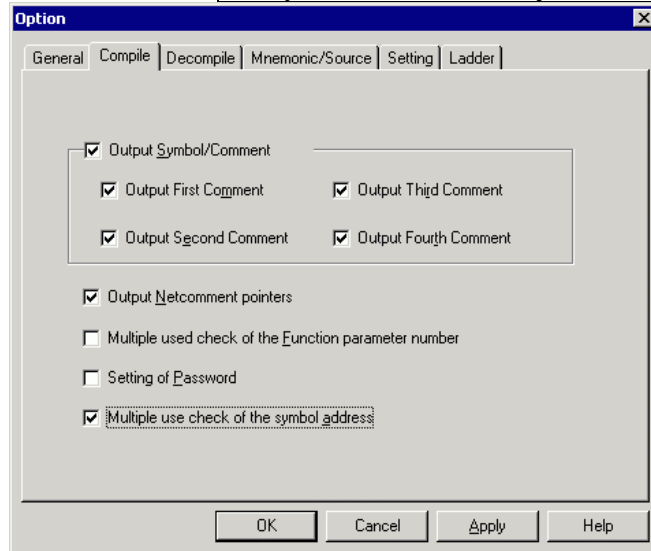 Option
General Compile Decompile Mnemonic/Source Setting Ladder
Output Symbol/Comment
Output First Comment Output Third Comment
Output Second Comment Output Fourth Comment
Output Netcomment pointers
Multiple used check of the Function parameter number
Setting of Password
Multiple use check of the symbol address
OK Cancel Apply Help